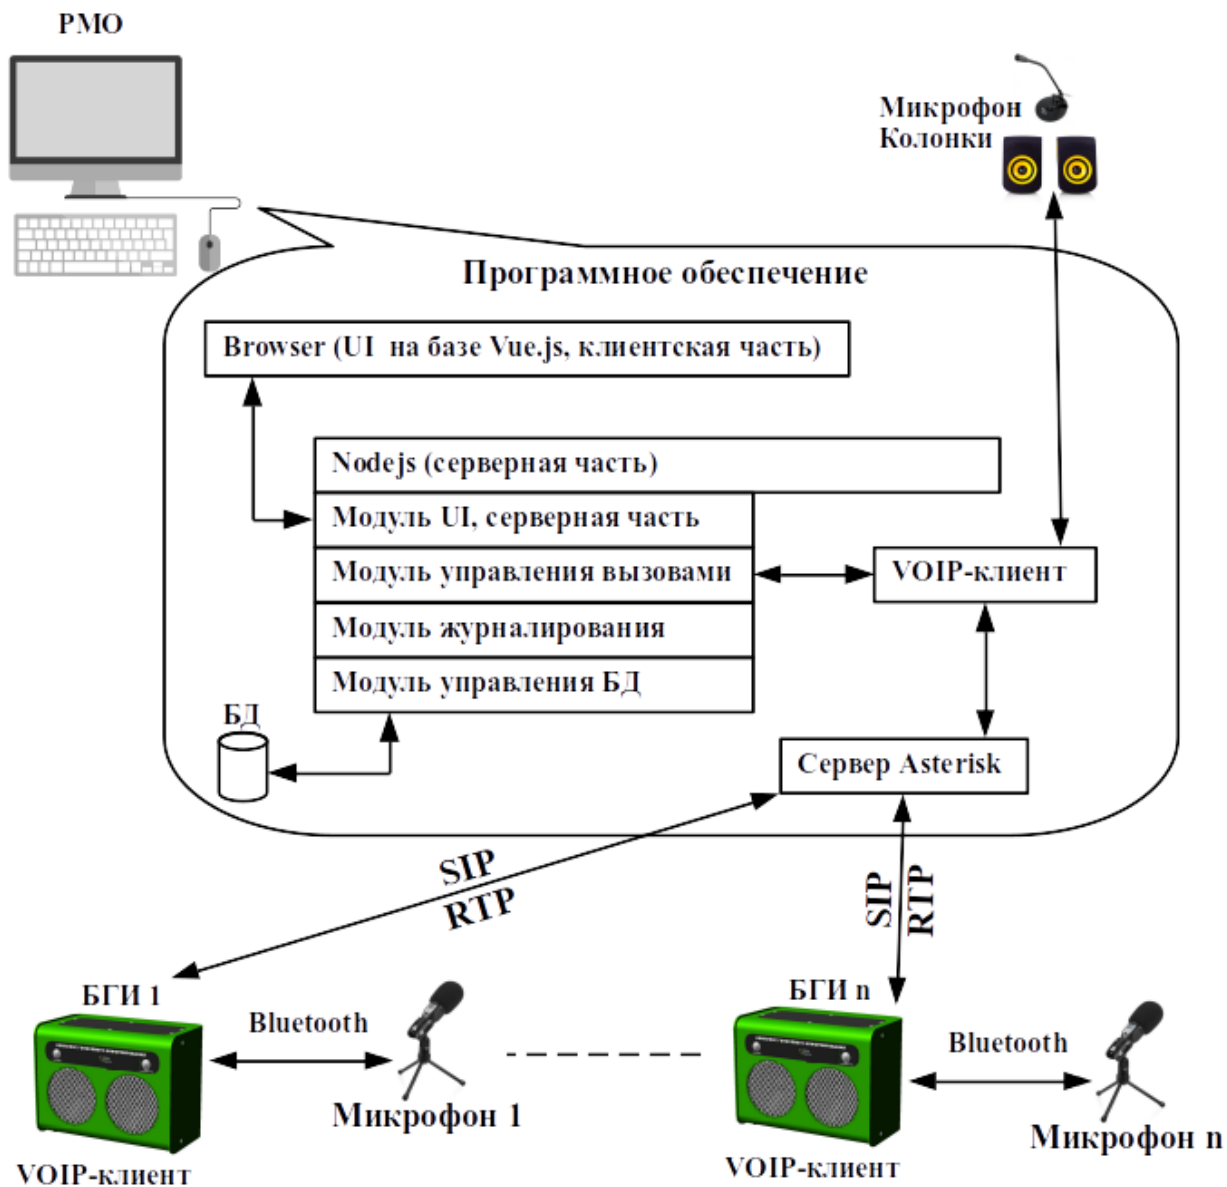 РМО
Микрофон
Колонки
Программное обеспечение
Browser (UI на базе Vue.js, клиентская часть)
Nodejs (серверная часть)
Модуль UI, серверная часть
Модуль управления вызовами
VOIP-клиент
Модуль журналирования
Модуль управления БД
БД
Сервер Asterisk
SIP
RTP
SIP
RTP
БГИ 1
БГИ n
Bluetooth
Bluetooth
Микрофон 1
Микрофон n
VOIP-клиент
VOIP-клиент